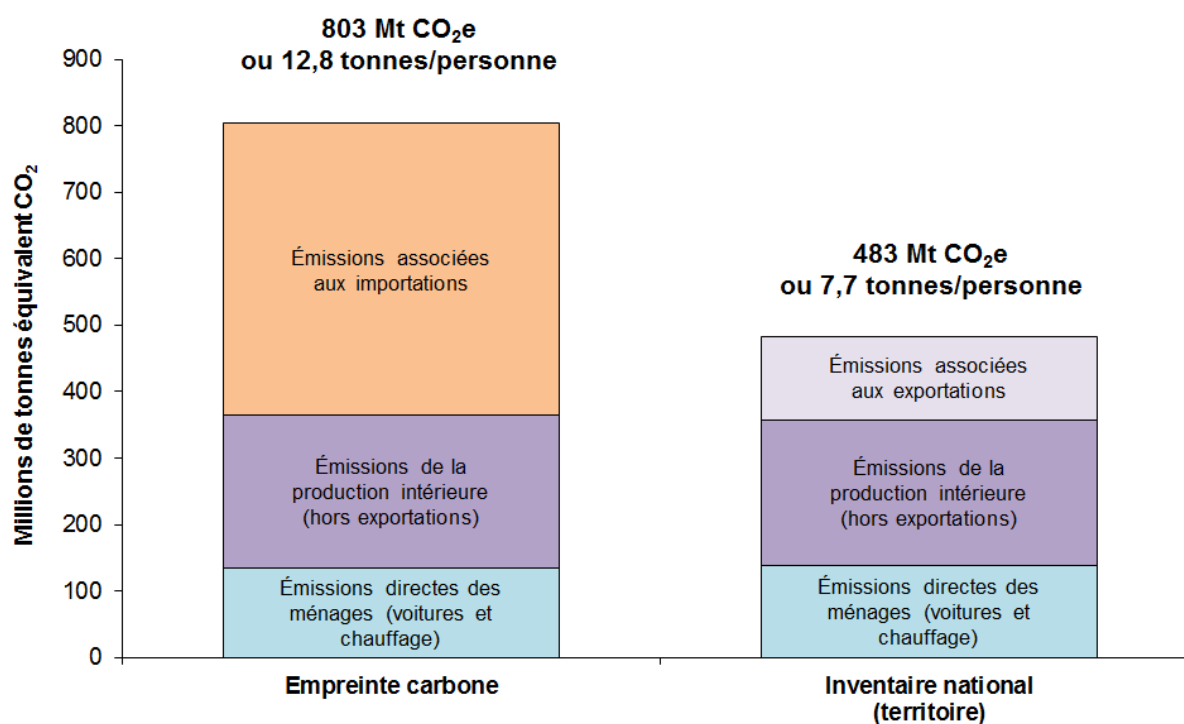 803 Mt CO₂e
ou 12,8 tonnes/personne
900
800
700
600
500
400
300
200
100
0
Millions de tonnes équivalent CO₂
Émissions associées
aux importations
Émissions de la
production intérieure
(hors exportations)
Émissions directes des
ménages (voitures et
chauffage)
Empreinte carbone
483 Mt CO₂e
ou 7,7 tonnes/personne
Émissions associées
aux exportations
Émissions de la
production intérieure
(hors exportations)
Émissions directes des
ménages (voitures et
chauffage)
Inventaire national
(territoire)